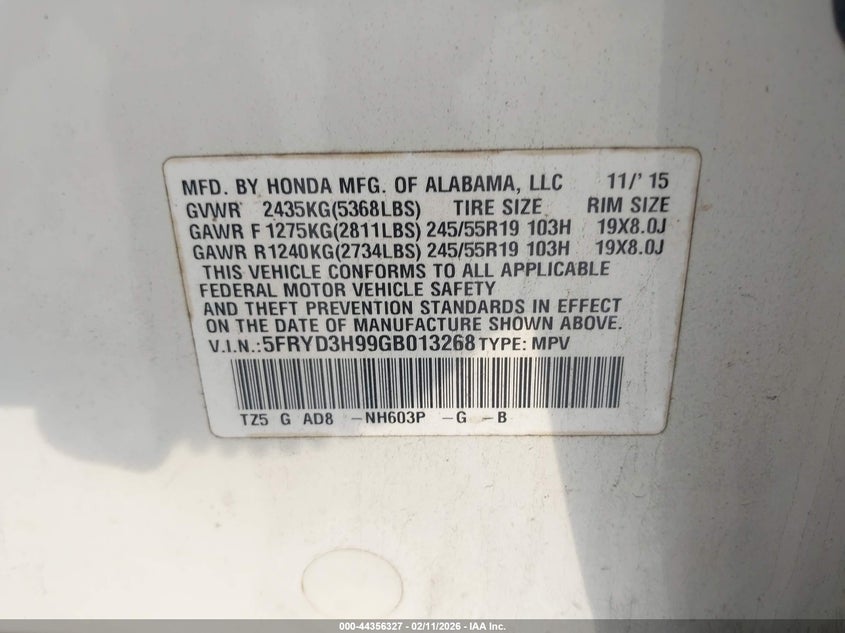 MFD. BY HONDA MFG. OF ALABAMA, LLC 11/'15
GVWR 2435KG(5368LBS) TIRE SIZE RIM SIZE
GAWR F 1275KG(2811LBS) 245/55R19 103H 19X8.0J
GAWR R1240KG(2734LBS) 245/55R19 103H 19X8.0J
THIS VEHICLE CONFORMS TO ALL APPLICABLE
FEDERAL MOTOR VEHICLE SAFETY
AND THEFT PREVENTION STANDARDS IN EFFECT
ON THE DATE OF MANUFACTURE SHOWN ABOVE.
V.I.N.:5FRYD3H99GB013268 TYPE: MPV
TZ5 G AD8 -NH603P -G -B
000-44356327 - 02/11/2026 - IAA Inc.